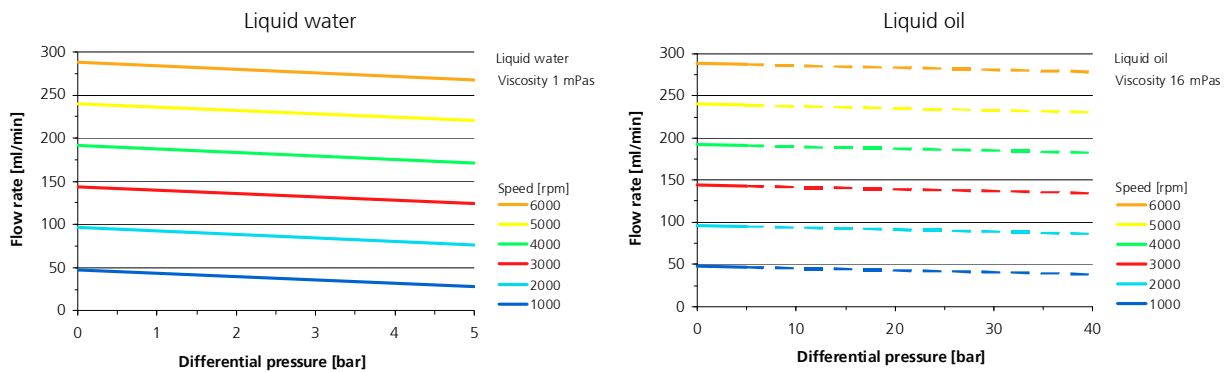 Liquid water
Flow rate [ml/min]
300
250
200
150
100
50
0
0 1 2 3 4 5
Differential pressure [bar]
Liquid water
Viscosity 1 mPas
Speed [rpm]
6000
5000
4000
3000
2000
1000
Liquid oil
Flow rate [ml/min]
300
250
200
150
100
50
0
0 10 20 30 40
Differential pressure [bar]
Liquid oil
Viscosity 16 mPas
Speed [rpm]
6000
5000
4000
3000
2000
1000